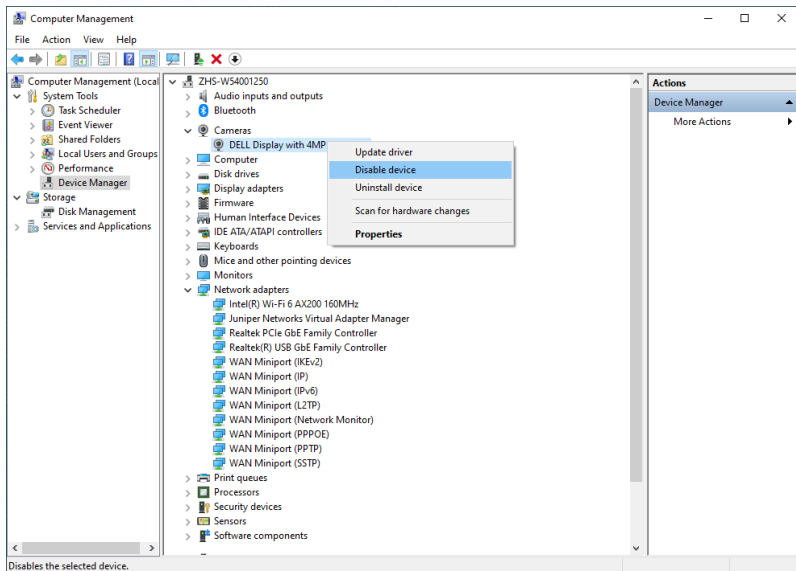 Computer Management
File Action View Help
Computer Management (Local
System Tools
Task Scheduler
Event Viewer
Shared Folders
Local Users and Groups
Performance
Device Manager
Storage
Disk Management
Services and Applications
ZHS-W54001250
Audio inputs and outputs
Bluetooth
Cameras
DELL Display with 4MP
Computer
Disk drives
Display adapters
Firmware
Human Interface Devices
IDE ATA/ATAPI controllers
Keyboards
Mice and other pointing devices
Monitors
Network adapters
Intel(R) Wi-Fi 6 AX200 160MHz
Juniper Networks Virtual Adapter Manager
Realtek PCIe GbE Family Controller
Realtek(R) USB GbE Family Controller
WAN Miniport (IKEv2)
WAN Miniport (IP)
WAN Miniport (IPv6)
WAN Miniport (L2TP)
WAN Miniport (Network Monitor)
WAN Miniport (PPPOE)
WAN Miniport (PPTP)
WAN Miniport (SSTP)
Print queues
Processors
Security devices
Sensors
Software components
Update driver
Disable device
Uninstall device
Scan for hardware changes
Properties
Actions
Device Manager
More Actions
Disables the selected device.